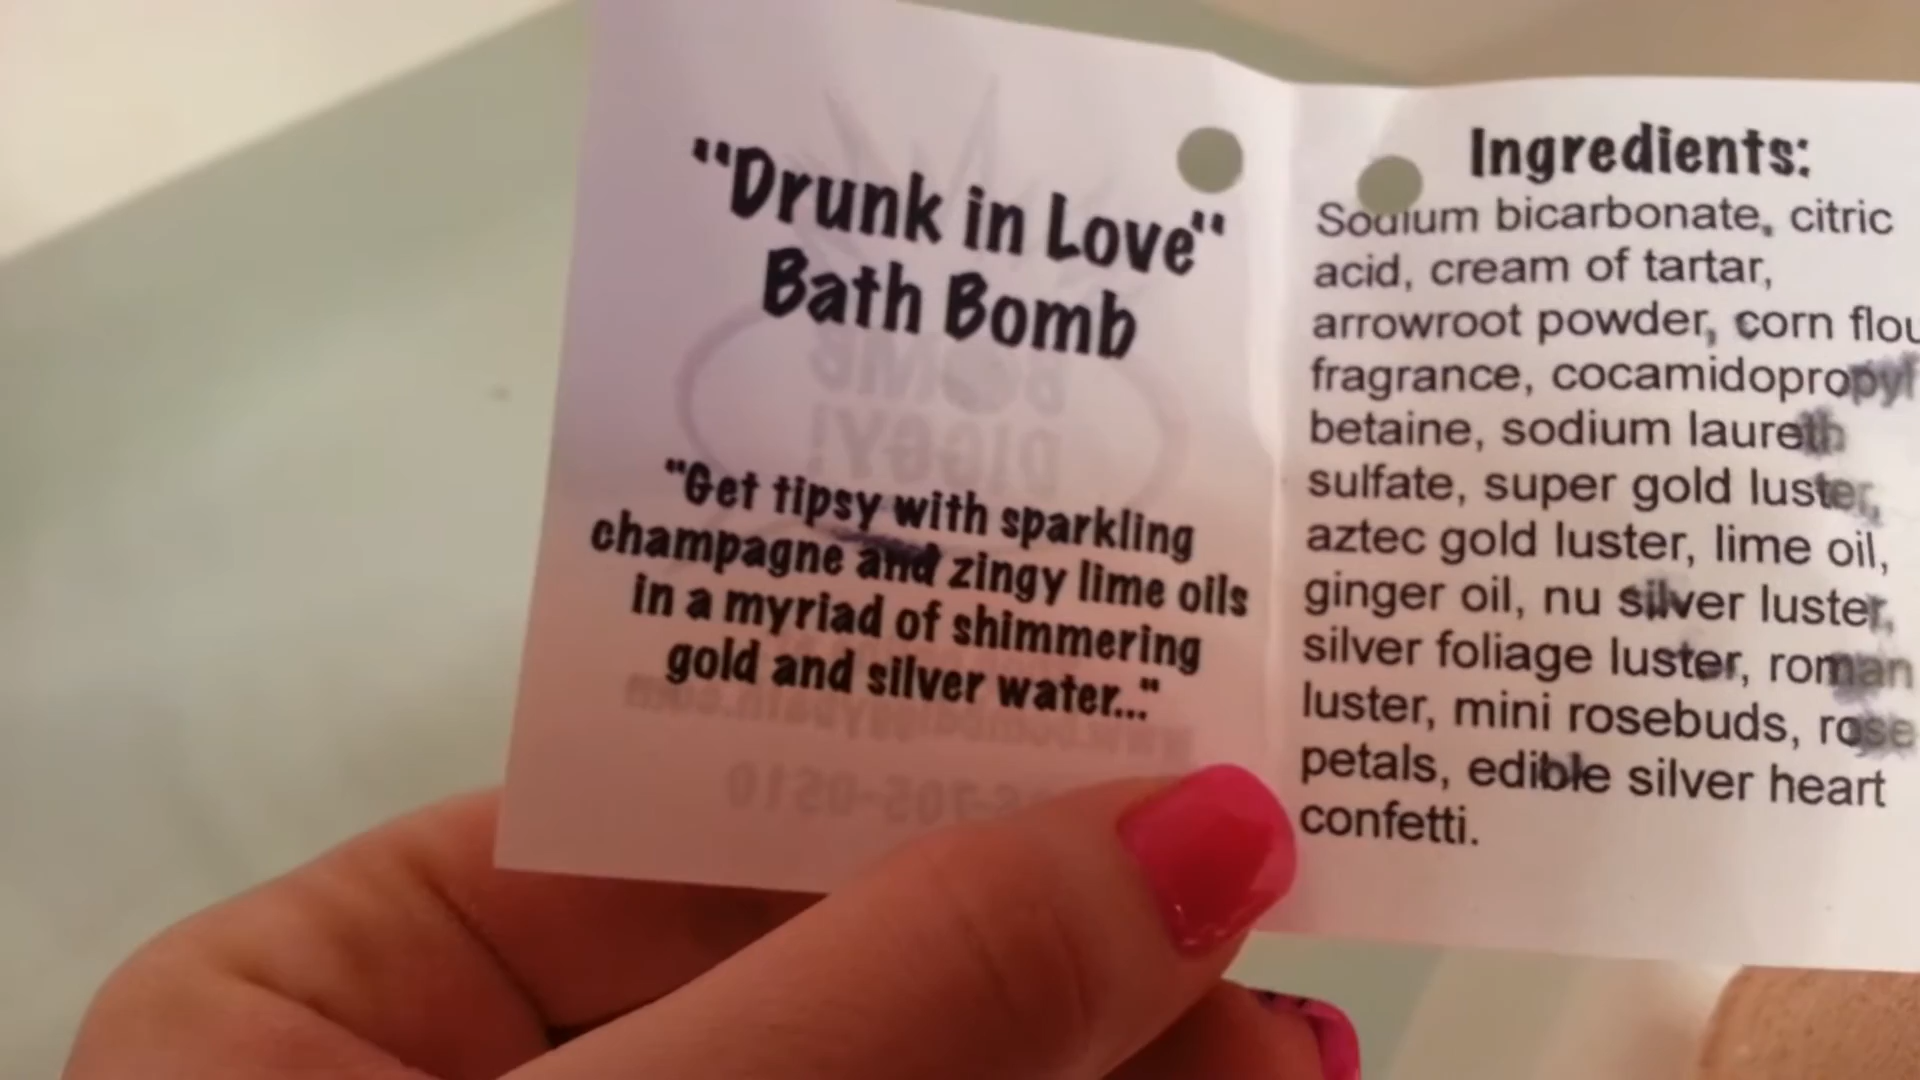 "Drunk in Love"
Bath Bomb
"Get tipsy with sparkling
champagne and zingy lime oils
in a myriad of shimmering
gold and silver water..."
Ingredients:
Sodium bicarbonate, citric
acid, cream of tartar,
arrowroot powder, corn flou
fragrance, cocamidopropyl
betaine, sodium laureth
sulfate, super gold luster,
aztec gold luster, lime oil,
ginger oil, nu silver luster,
silver foliage luster, roman
luster, mini rosebuds, rose
petals, edible silver heart
confetti.
BOMB
DIGGY!